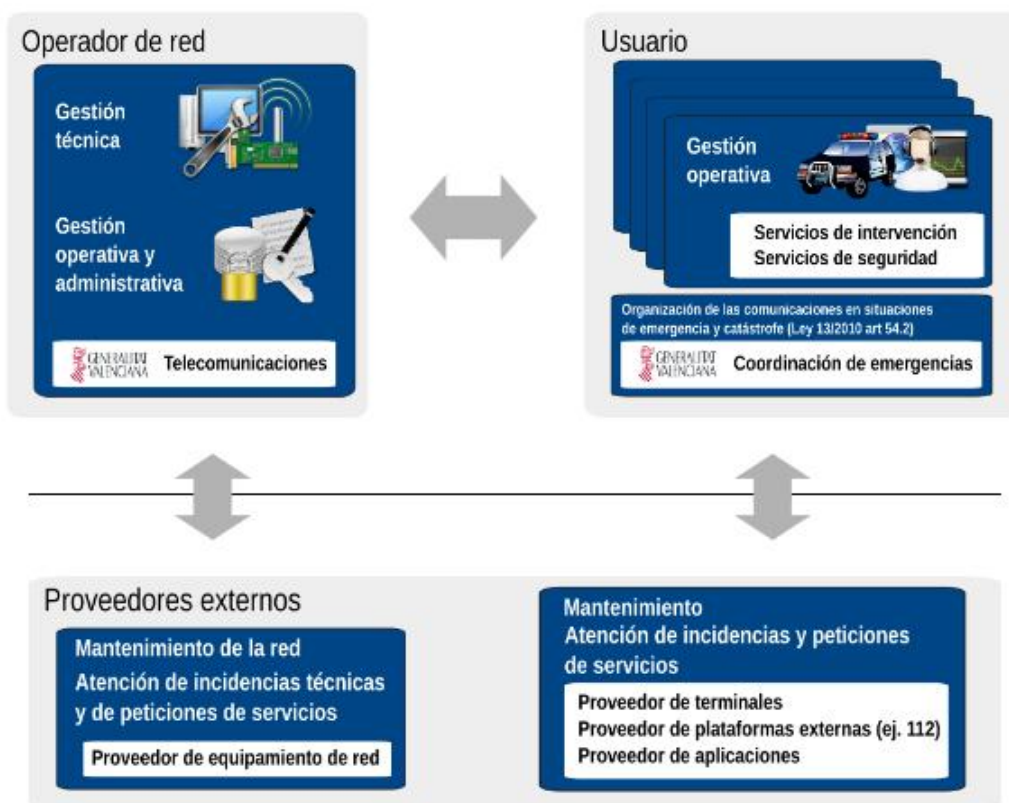 Operador de red
Gestión
técnica
Gestión
operativa y
administrativa
GENERALITAT
VALENCIANA
Telecomunicaciones
Usuario
Gestión
operativa
Servicios de intervención
Servicios de seguridad
Organización de las comunicaciones en situaciones
de emergencia y catástrofe (Ley 13/2010 art 54.2)
GENERALITAT
VALENCIANA
Coordinación de emergencias
Proveedores externos
Mantenimiento de la red
Atención de incidencias técnicas
y de peticiones de servicios
Proveedor de equipamiento de red
Mantenimiento
Atención de incidencias y peticiones
de servicios
Proveedor de terminales
Proveedor de plataformas externas (ej. 112)
Proveedor de aplicaciones